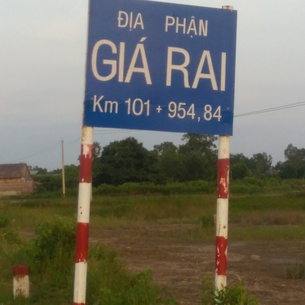 ĐỊA PHẬN
GIÁ RAI
Km 101 + 954,84